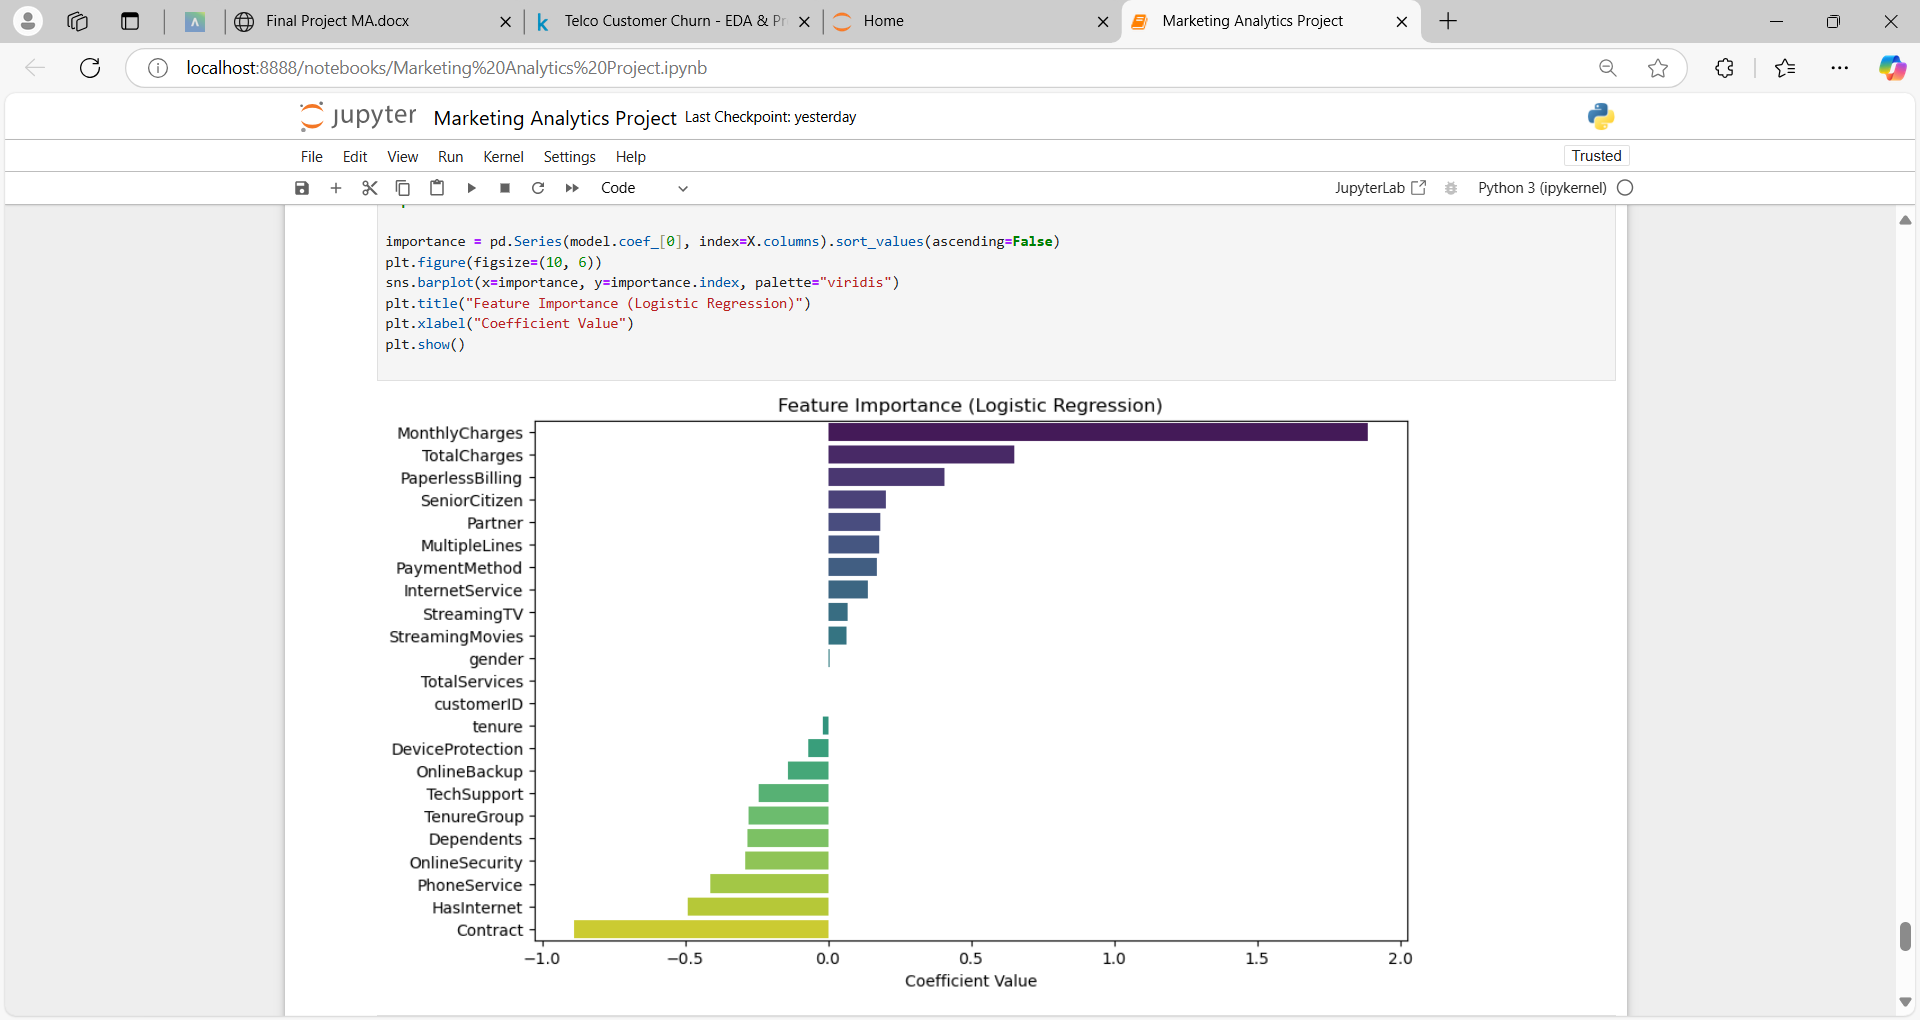 Final Project MA.docx
Telco Customer Churn - EDA & Pr
Home
Marketing Analytics Project
localhost:8888/notebooks/Marketing%20Analytics%20Project.ipynb
jupyter Marketing Analytics Project Last Checkpoint: yesterday
File Edit View Run Kernel Settings Help
Trusted
Code
JupyterLab
Python 3 (ipykernel)
importance = pd.Series(model.coef_[0], index=X.columns).sort_values(ascending=False)
plt.figure(figsize=(10, 6))
sns.barplot(x=importance, y=importance.index, palette="viridis")
plt.title("Feature Importance (Logistic Regression)")
plt.xlabel("Coefficient Value")
plt.show()
Feature Importance (Logistic Regression)
MonthlyCharges
TotalCharges
PaperlessBilling
SeniorCitizen
Partner
MultipleLines
PaymentMethod
InternetService
StreamingTV
StreamingMovies
gender
TotalServices
customerID
tenure
DeviceProtection
OnlineBackup
TechSupport
TenureGroup
Dependents
OnlineSecurity
PhoneService
HasInternet
Contract
−1.0 −0.5 0.0 0.5 1.0 1.5 2.0
Coefficient Value